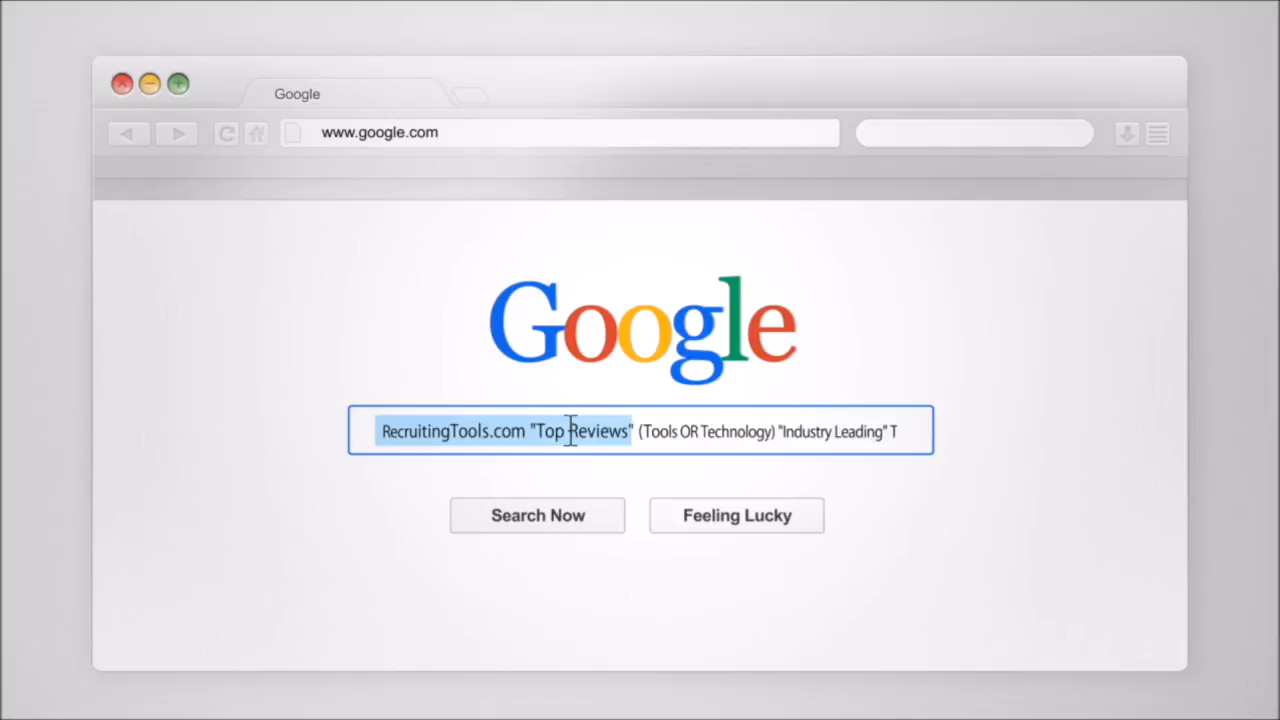 Google
www.google.com
Google
RecruitingTools.com "Top Reviews" (Tools OR Technology) "Industry Leading" T
Search Now
Feeling Lucky